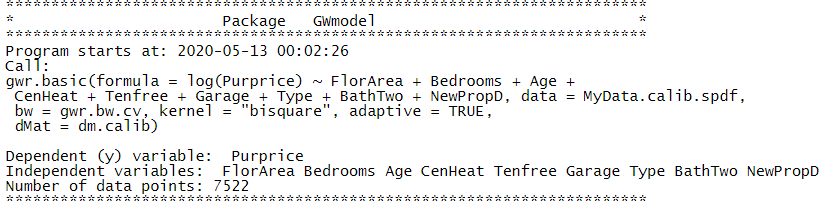 ***********************************************************************
*                       Package   GWmodel                             *
***********************************************************************
Program starts at: 2020-05-13 00:02:26
Call:
gwr.basic(formula = log(Purprice) ~ FlorArea + Bedrooms + Age +
CenHeat + Tenfree + Garage + Type + BathTwo + NewPropD, data = MyData.calib.spdf,
bw = gwr.bw.cv, kernel = "bisquare", adaptive = TRUE,
dMat = dm.calib)
Dependent (y) variable:  Purprice
Independent variables:  FlorArea Bedrooms Age CenHeat Tenfree Garage Type BathTwo NewPropD
Number of data points: 7522
***********************************************************************